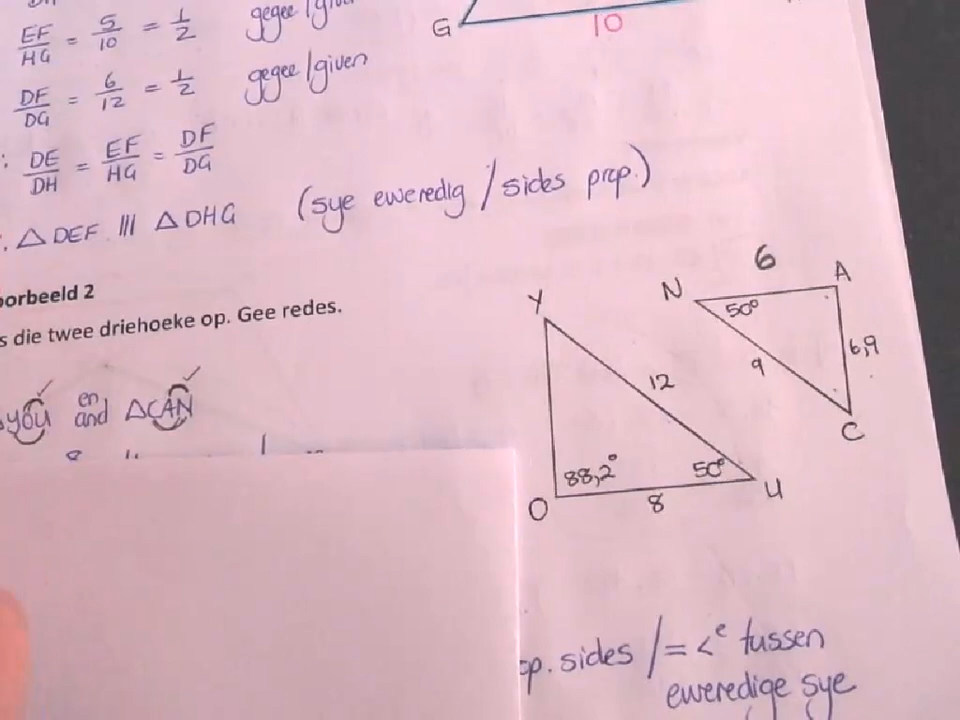 EF/HG = 5/10 = 1/2 gegee/given
G 10
DF/DG = 6/12 = 1/2 gegee/given
∴ DE/DH = EF/HG = DF/DG
∴ △DEF ||| △DHG (sye eweredig / sides prop.)
oorbeeld 2
s die twee driehoeke op. Gee redes.
YOU en and △CAN
Y 12 88,2° 50° O 8 U
N 6 A 50° 9 6,9 C
op. sides / = <e tussen
eweredige sye